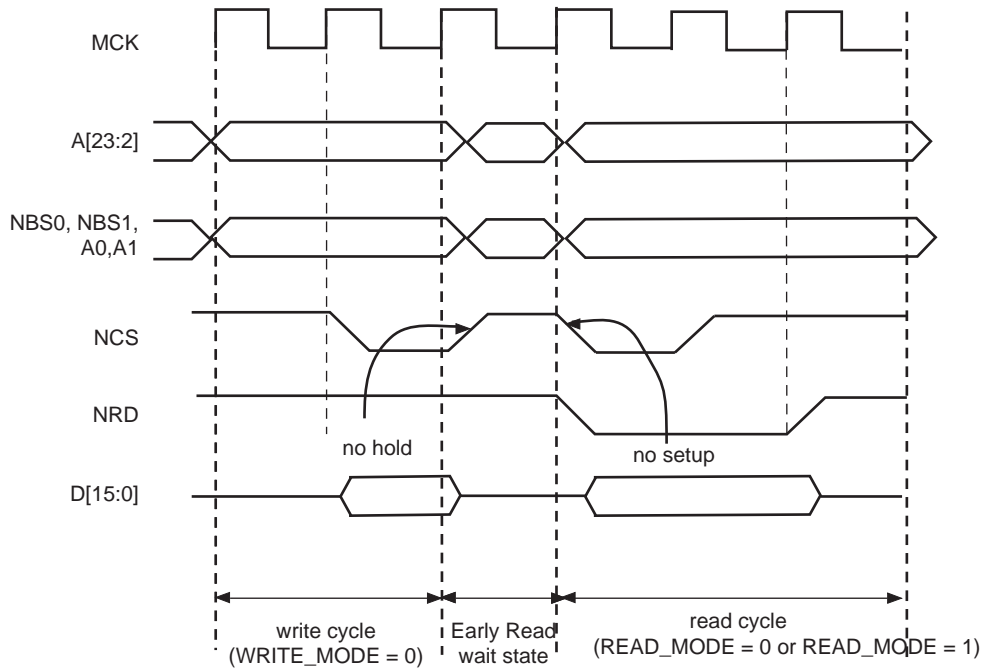 MCK
A[23:2]
NBS0, NBS1,
A0,A1
NCS
NRD
no hold
no setup
D[15:0]
write cycle
(WRITE_MODE = 0)
Early Read
wait state
read cycle
(READ_MODE = 0 or READ_MODE = 1)